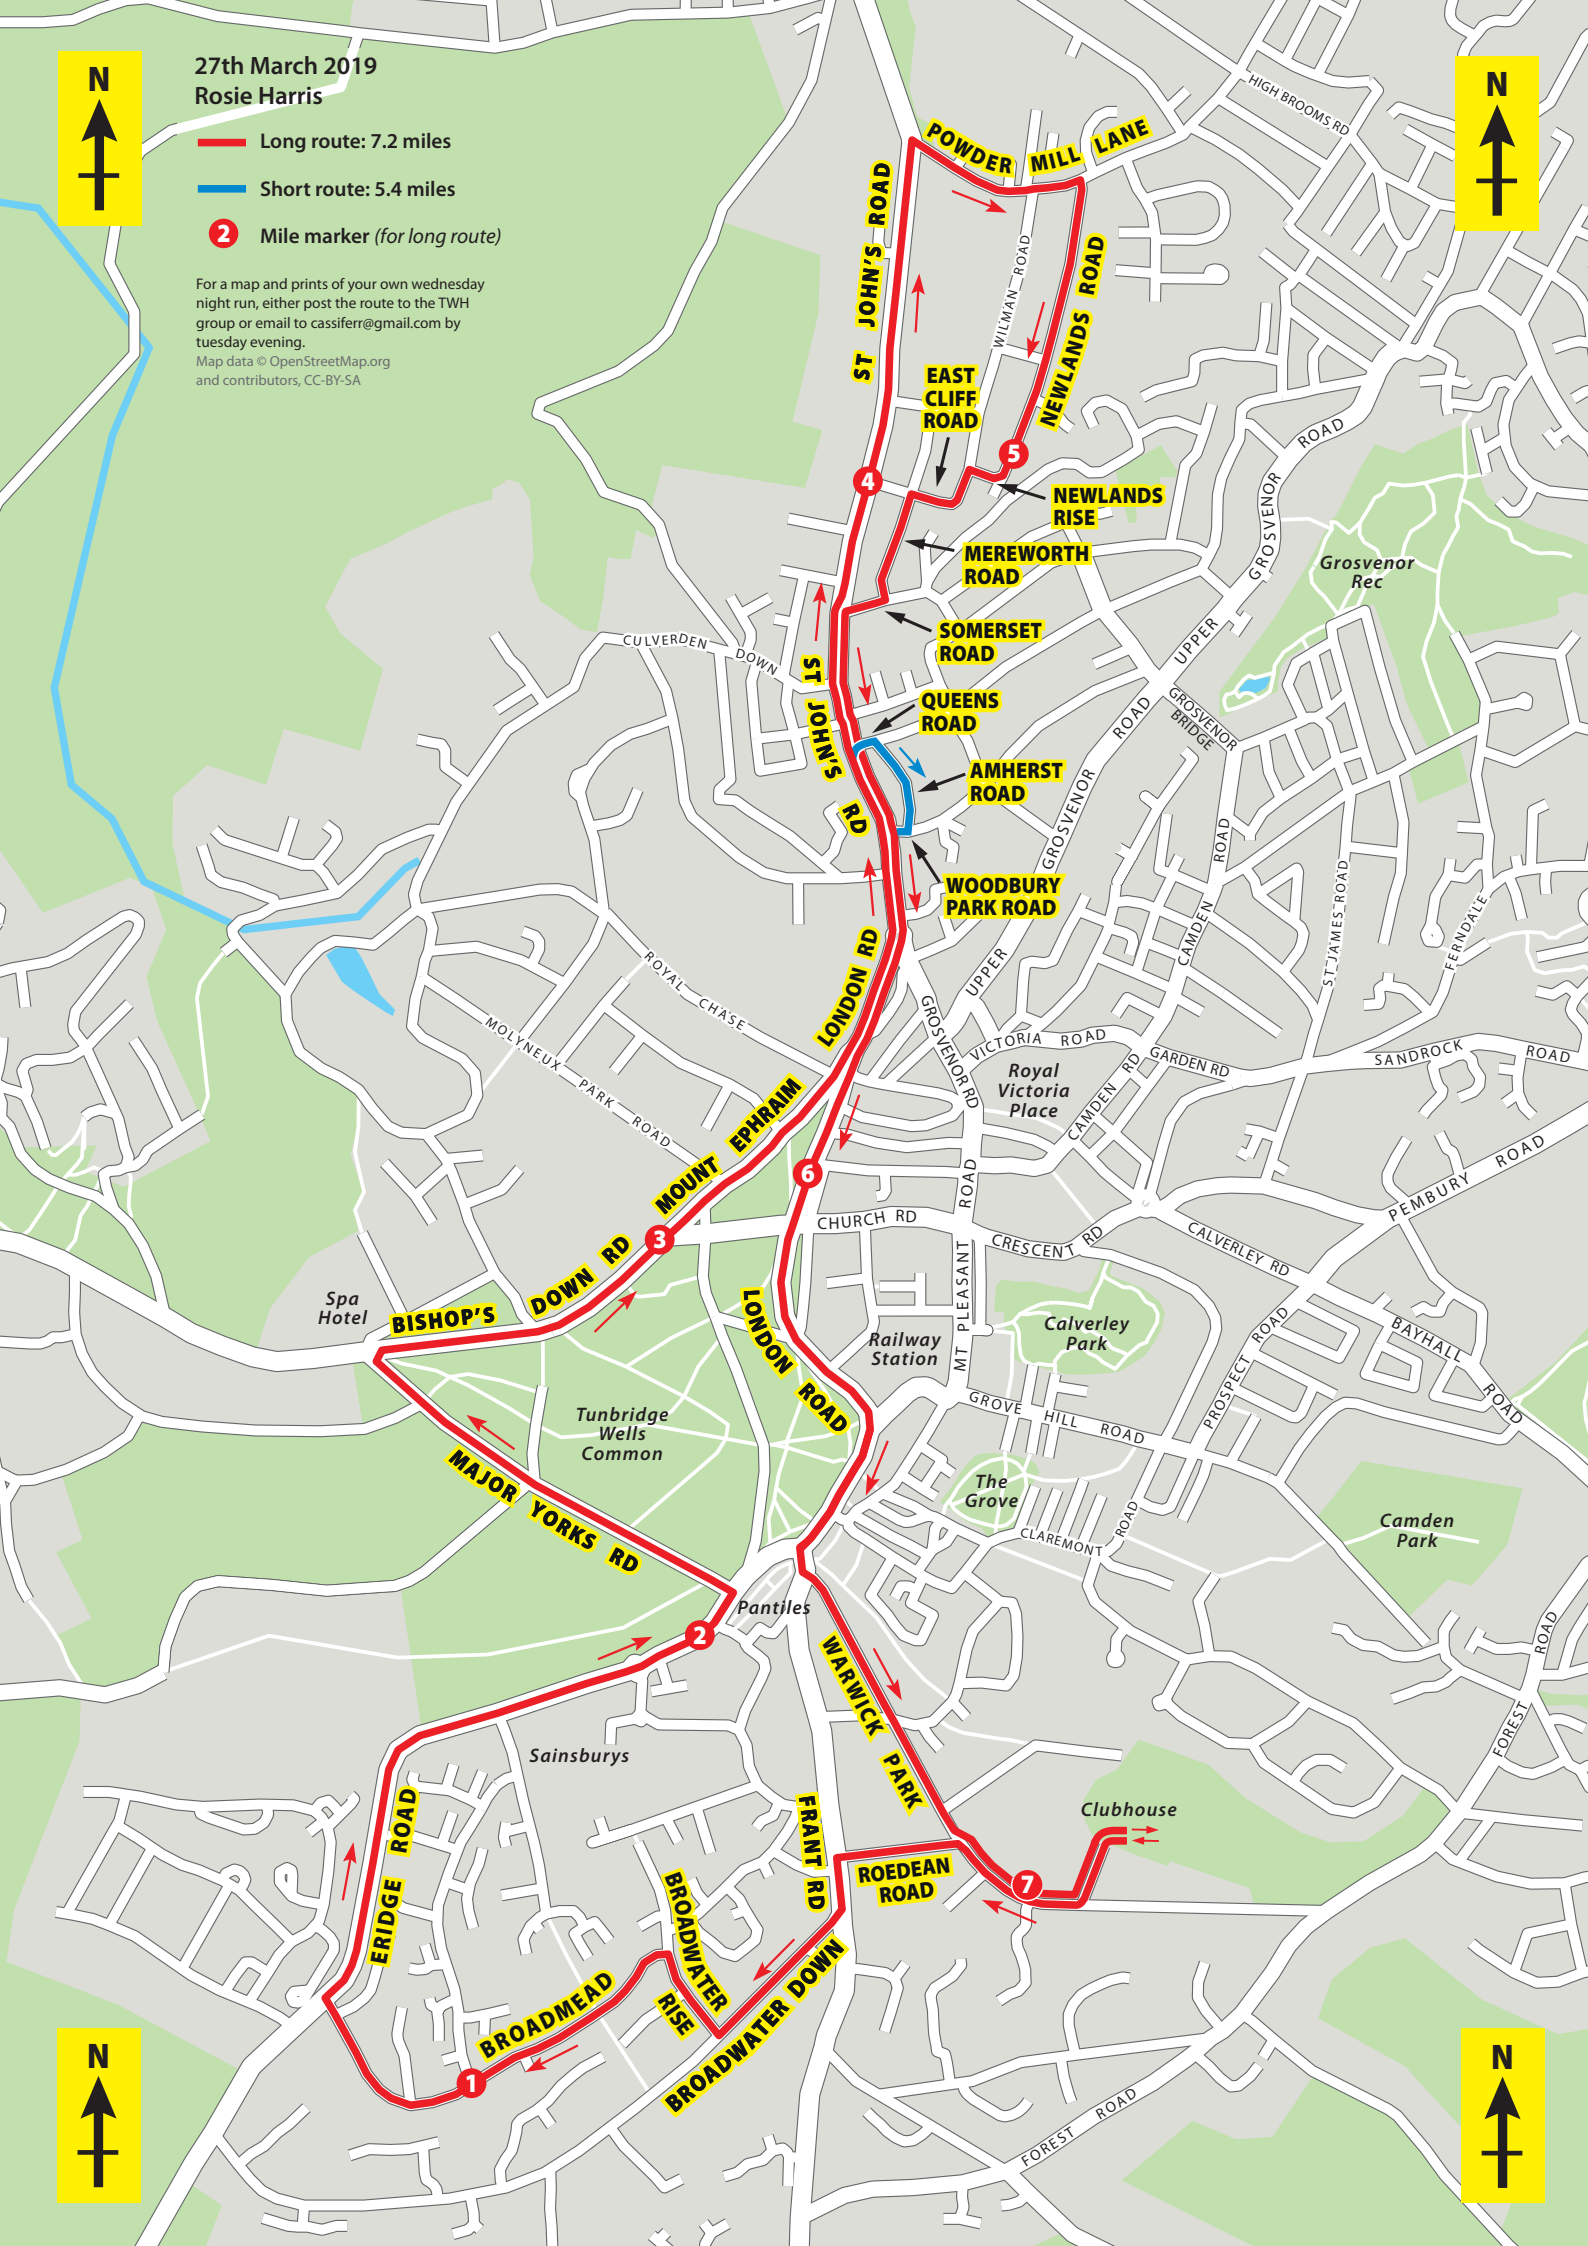 N
27th March 2019
Rosie Harris
Long route: 7.2 miles
Short route: 5.4 miles
2 Mile marker (for long route)
For a map and prints of your own wednesday
night run, either post the route to the TWH
group or email to cassiferr@gmail.com by
tuesday evening.
Map data © OpenStreetMap.org
and contributors, CC-BY-SA
N
HIGH BROOMS RD
POWDER MILL LANE
ST JOHN'S ROAD
WILMAN ROAD
NEWLANDS ROAD
EAST
CLIFF
ROAD
5
4
NEWLANDS
RISE
MEREWORTH
ROAD
SOMERSET
ROAD
UPPER GROSVENOR ROAD
Grosvenor
Rec
CULVERDEN DOWN
ST JOHN'S RD
QUEENS
ROAD
AMHERST
ROAD
WOODBURY
PARK ROAD
GROSVENOR
BRIDGE
UPPER GROSVENOR ROAD
CAMDEN ROAD
ST JAMES ROAD
FERNDALE
LONDON RD
ROYAL CHASE
MOLYNEUX PARK ROAD
GROSVENOR RD
VICTORIA ROAD
GARDEN RD
SANDROCK ROAD
Royal
Victoria
Place
CAMDEN RD
MOUNT EPHRAIM
6
3
CHURCH RD
MT PLEASANT ROAD
CRESCENT RD
CALVERLEY RD
PEMBURY ROAD
Spa
Hotel
BISHOP'S DOWN RD
LONDON ROAD
Railway
Station
Calverley
Park
PROSPECT ROAD
BAYHALL ROAD
GROVE HILL ROAD
Tunbridge
Wells
Common
MAJOR YORKS RD
The
Grove
CLAREMONT ROAD
Camden
Park
Pantiles
2
WARWICK PARK
FOREST ROAD
Sainsburys
Clubhouse
ERIDGE ROAD
FRANT RD
ROEDEAN
ROAD
7
BROADWATER RISE
BROADMEAD
BROADWATER DOWN
1
N
FOREST ROAD
N